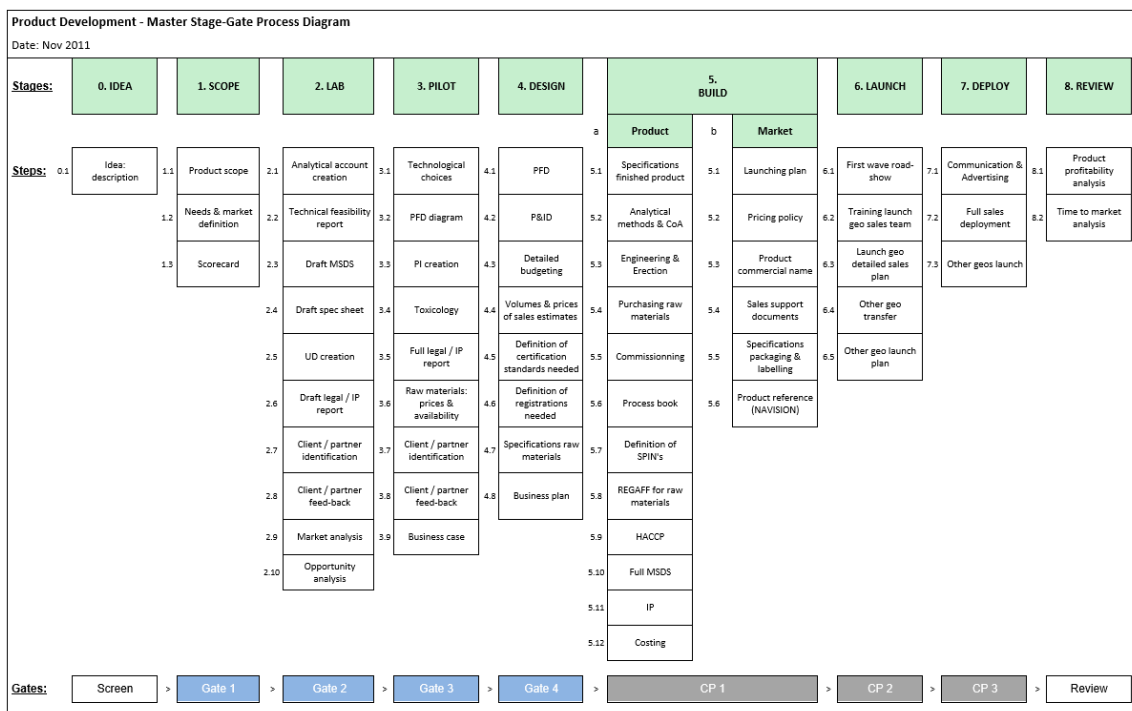 Product Development - Master Stage-Gate Process Diagram
Date: Nov 2011
Stages:
0. IDEA
1. SCOPE
2. LAB
3. PILOT
4. DESIGN
5.
BUILD
6. LAUNCH
7. DEPLOY
8. REVIEW
a
Product
b
Market
Steps:
0.1
Idea:
description
1.1
Product scope
1.2
Needs & market
definition
1.3
Scorecard
2.1
Analytical account
creation
2.2
Technical feasibility
report
2.3
Draft MSDS
2.4
Draft spec sheet
2.5
UD creation
2.6
Draft legal / IP
report
2.7
Client / partner
identification
2.8
Client / partner
feed-back
2.9
Market analysis
2.10
Opportunity
analysis
3.1
Technological
choices
3.2
PFD diagram
3.3
PI creation
3.4
Toxicology
3.5
Full legal / IP
report
3.6
Raw materials:
prices &
availability
3.7
Client / partner
identification
3.8
Client / partner
feed-back
3.9
Business case
4.1
PFD
4.2
P&ID
4.3
Detailed
budgeting
4.4
Volumes & prices
of sales estimates
4.5
Definition of
certification
standards needed
4.6
Definition of
registrations
needed
4.7
Specifications raw
materials
4.8
Business plan
5.1
Specifications
finished product
5.2
Analytical
methods & CoA
5.3
Engineering &
Erection
5.4
Purchasing raw
materials
5.5
Commissionning
5.6
Process book
5.7
Definition of
SPIN's
5.8
REGAFF for raw
materials
5.9
HACCP
5.10
Full MSDS
5.11
IP
5.12
Costing
5.1
Launching plan
5.2
Pricing policy
5.3
Product
commercial name
5.4
Sales support
documents
5.5
Specifications
packaging &
labelling
5.6
Product reference
(NAVISION)
6.1
First wave road-
show
6.2
Training launch
geo sales team
6.3
Launch geo
detailed sales
plan
6.4
Other geo
transfer
6.5
Other geo launch
plan
7.1
Communication &
Advertising
7.2
Full sales
deployment
7.3
Other geos launch
8.1
Product
profitability
analysis
8.2
Time to market
analysis
Gates:
Screen
>
Gate 1
>
Gate 2
>
Gate 3
>
Gate 4
>
CP 1
>
CP 2
>
CP 3
>
Review